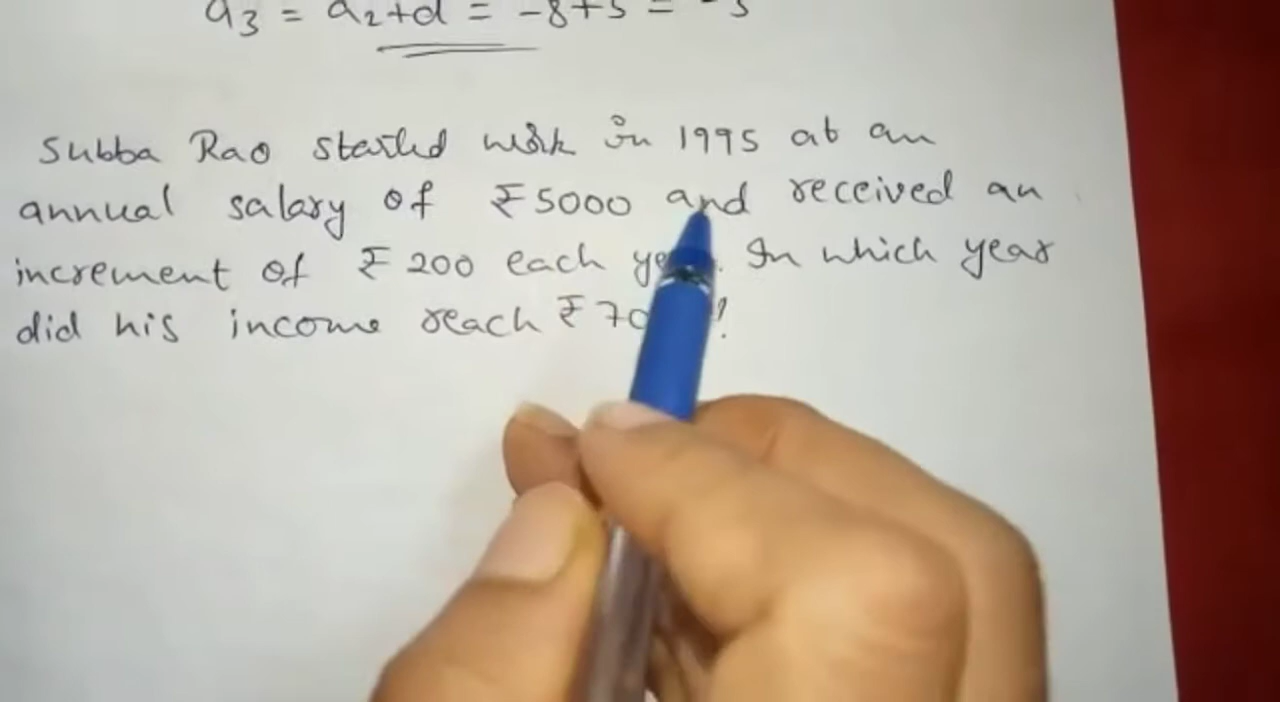 a3 = a2+d = -8+5 = -3
Subba Rao started work in 1995 at an
annual salary of ₹5000 and received an
increment of ₹200 each In which year
did his income reach ?